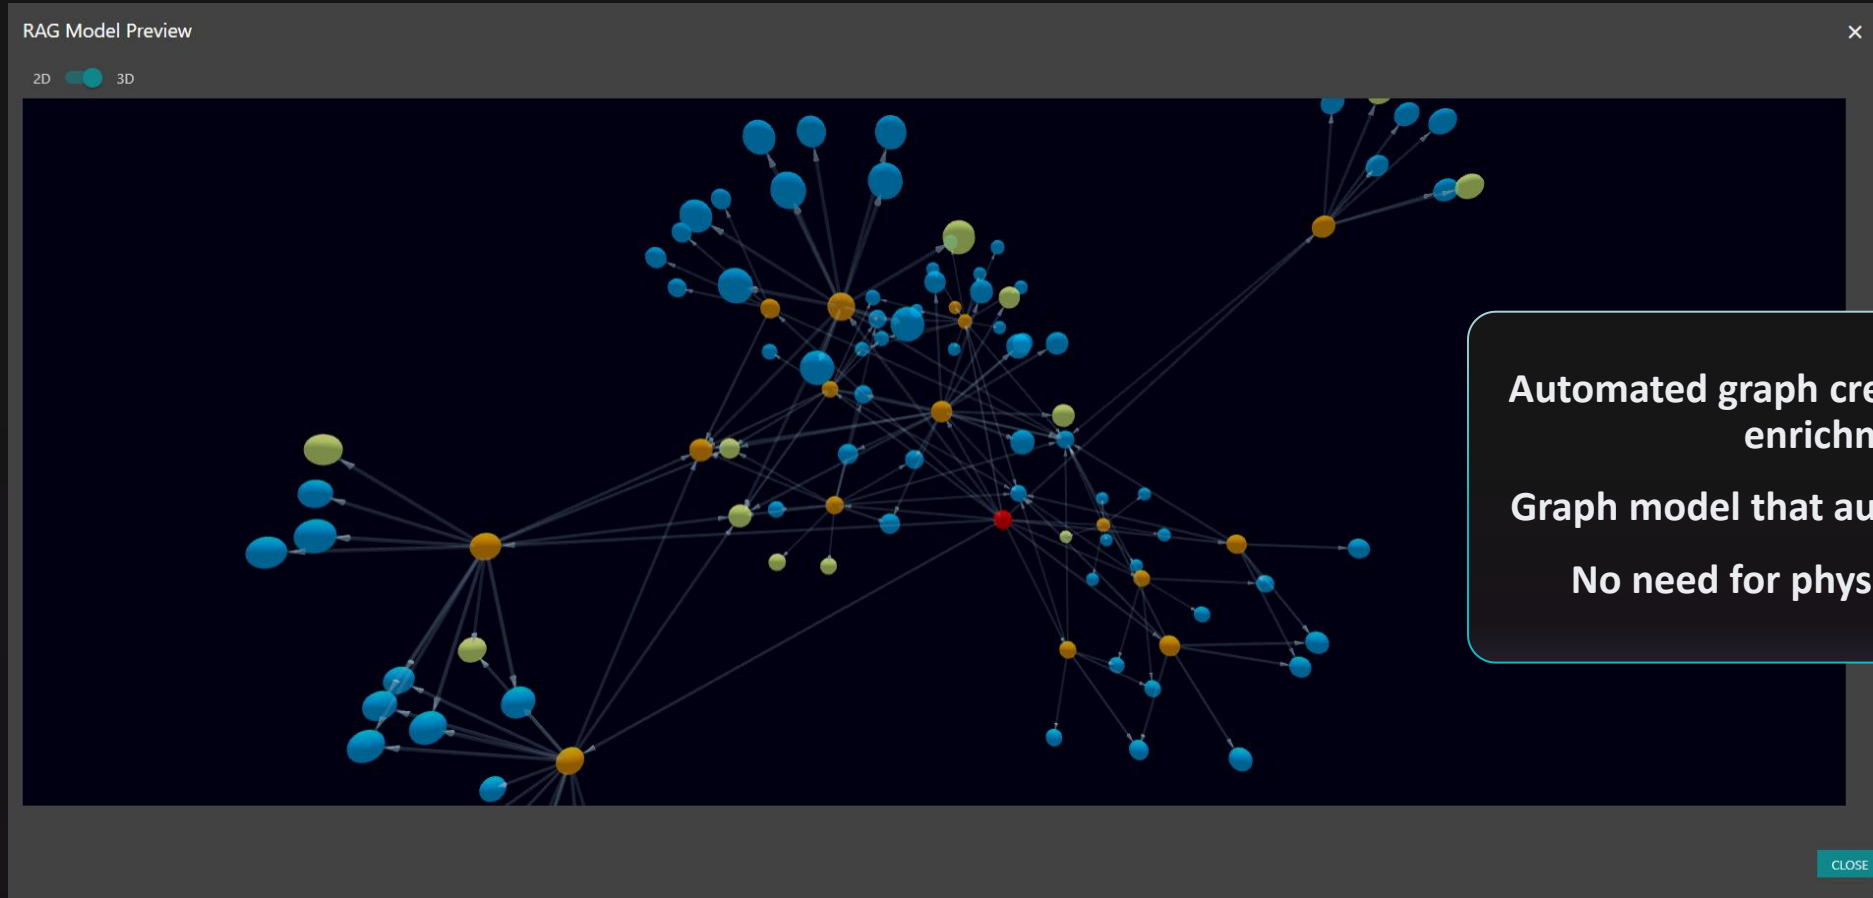 RAG Model Preview
×
2D 3D
Automated graph cre
enrichn
Graph model that au
No need for phys
CLOSE